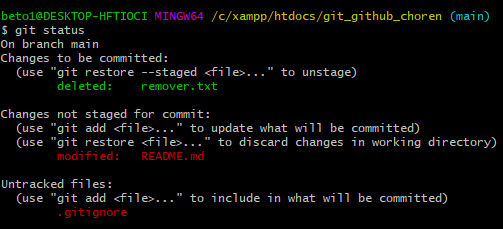 beto1@DESKTOP-HFTIOCI MINGW64 /c/xampp/htdocs/git_github_choren (main)
$ git status
On branch main
Changes to be committed:
  (use "git restore --staged <file>..." to unstage)
        deleted:    remover.txt

Changes not staged for commit:
  (use "git add <file>..." to update what will be committed)
  (use "git restore <file>..." to discard changes in working directory)
        modified:   README.md

Untracked files:
  (use "git add <file>..." to include in what will be committed)
        .gitignore